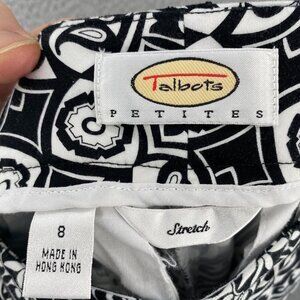 Talbots
PETITES
8
MADE IN
HONG KONG
Stretch